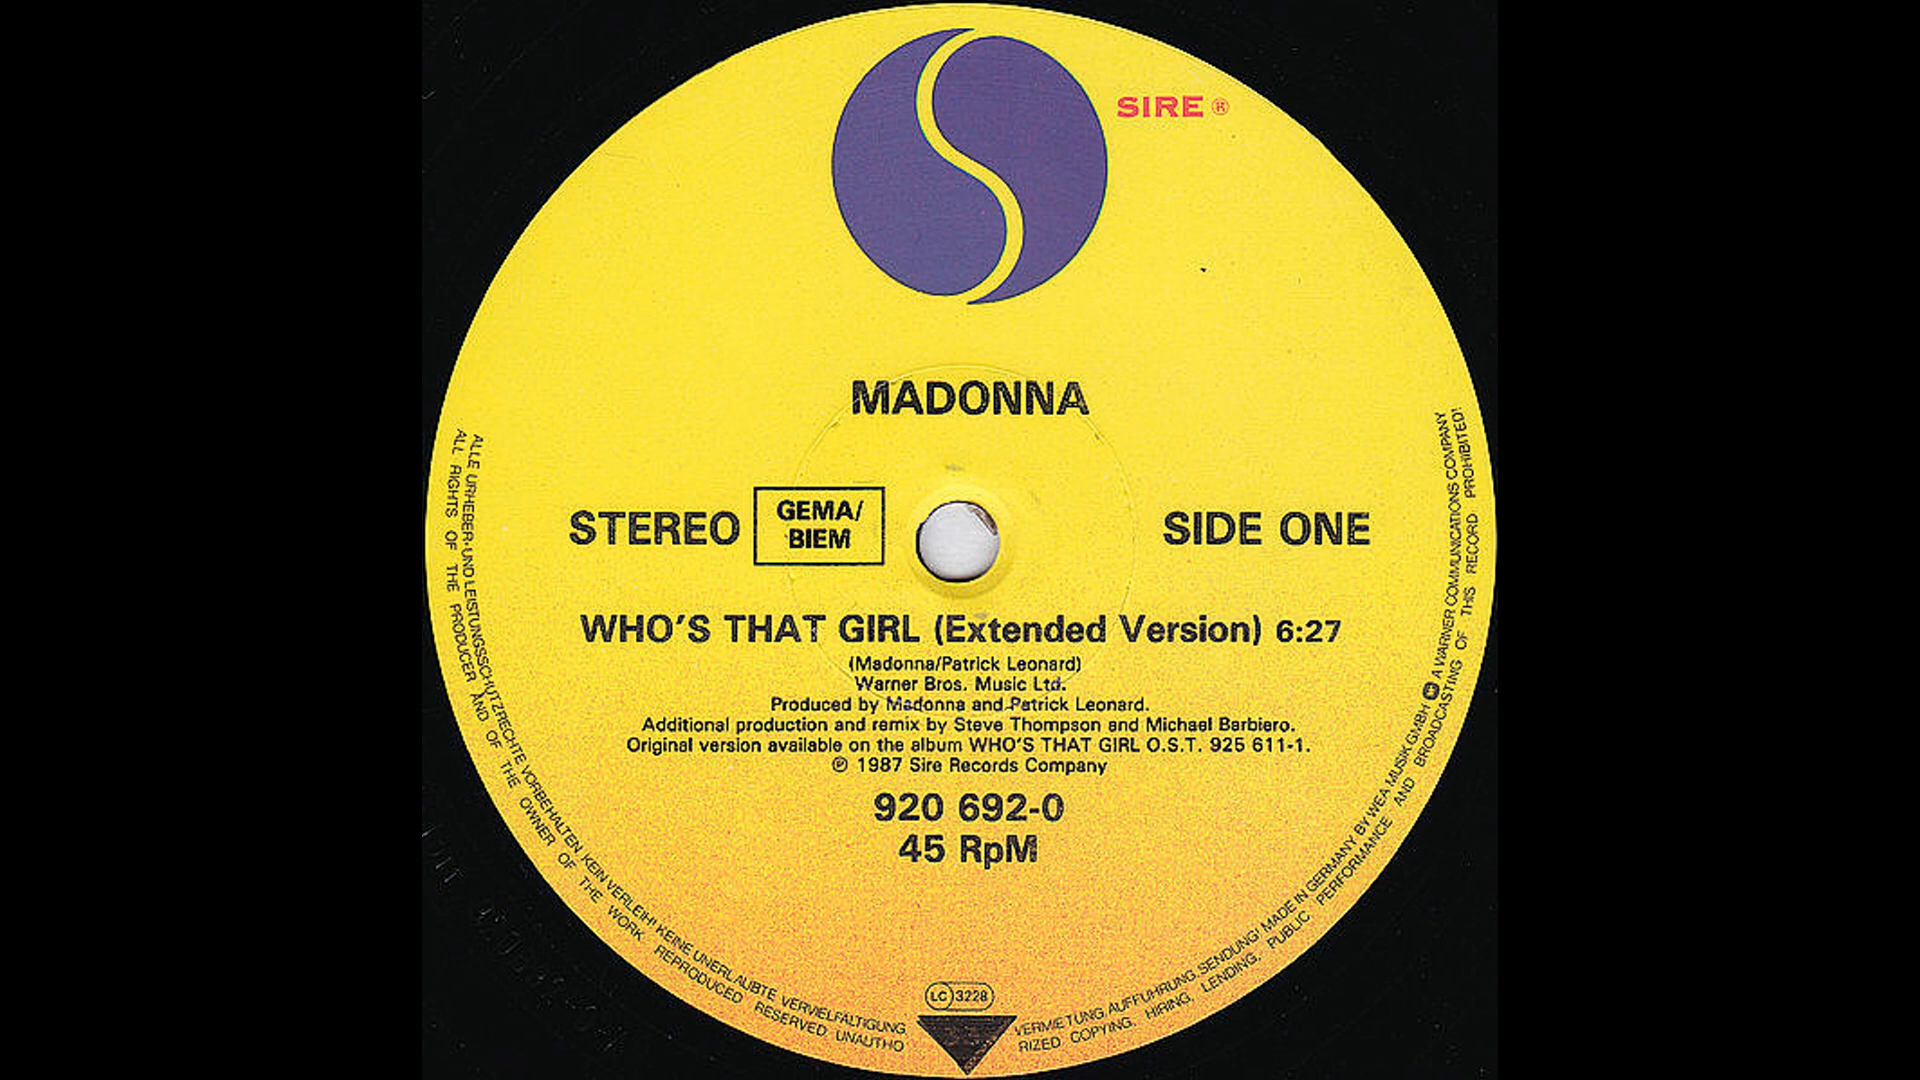 SIRE ®
MADONNA
STEREO
GEMA/
BIEM
SIDE ONE
WHO'S THAT GIRL (Extended Version) 6:27
(Madonna/Patrick Leonard)
Warner Bros. Music Ltd.
Produced by Madonna and Patrick Leonard.
Additional production and remix by Steve Thompson and Michael Barbiero.
Original version available on the album WHO'S THAT GIRL O.S.T. 925 611-1.
℗ 1987 Sire Records Company
920 692-0
45 RpM
LC 3228
ALLE URHEBER- UND LEISTUNGSSCHUTZRECHTE VORBEHALTEN KEIN VERLEIH! KEINE UNERLAUBTE VERVIELFÄLTIGUNG, VERMIETUNG, AUFFÜHRUNG, SENDUNG! MADE IN GERMANY BY WEA MUSIK GMBH A WARNER COMMUNICATIONS COMPANY
ALL RIGHTS OF THE PRODUCER AND OF THE OWNER OF THE WORK REPRODUCED RESERVED UNAUTHO RIZED COPYING, HIRING, LENDING, PUBLIC PERFORMANCE AND BROADCASTING OF THIS RECORD PROHIBITED!